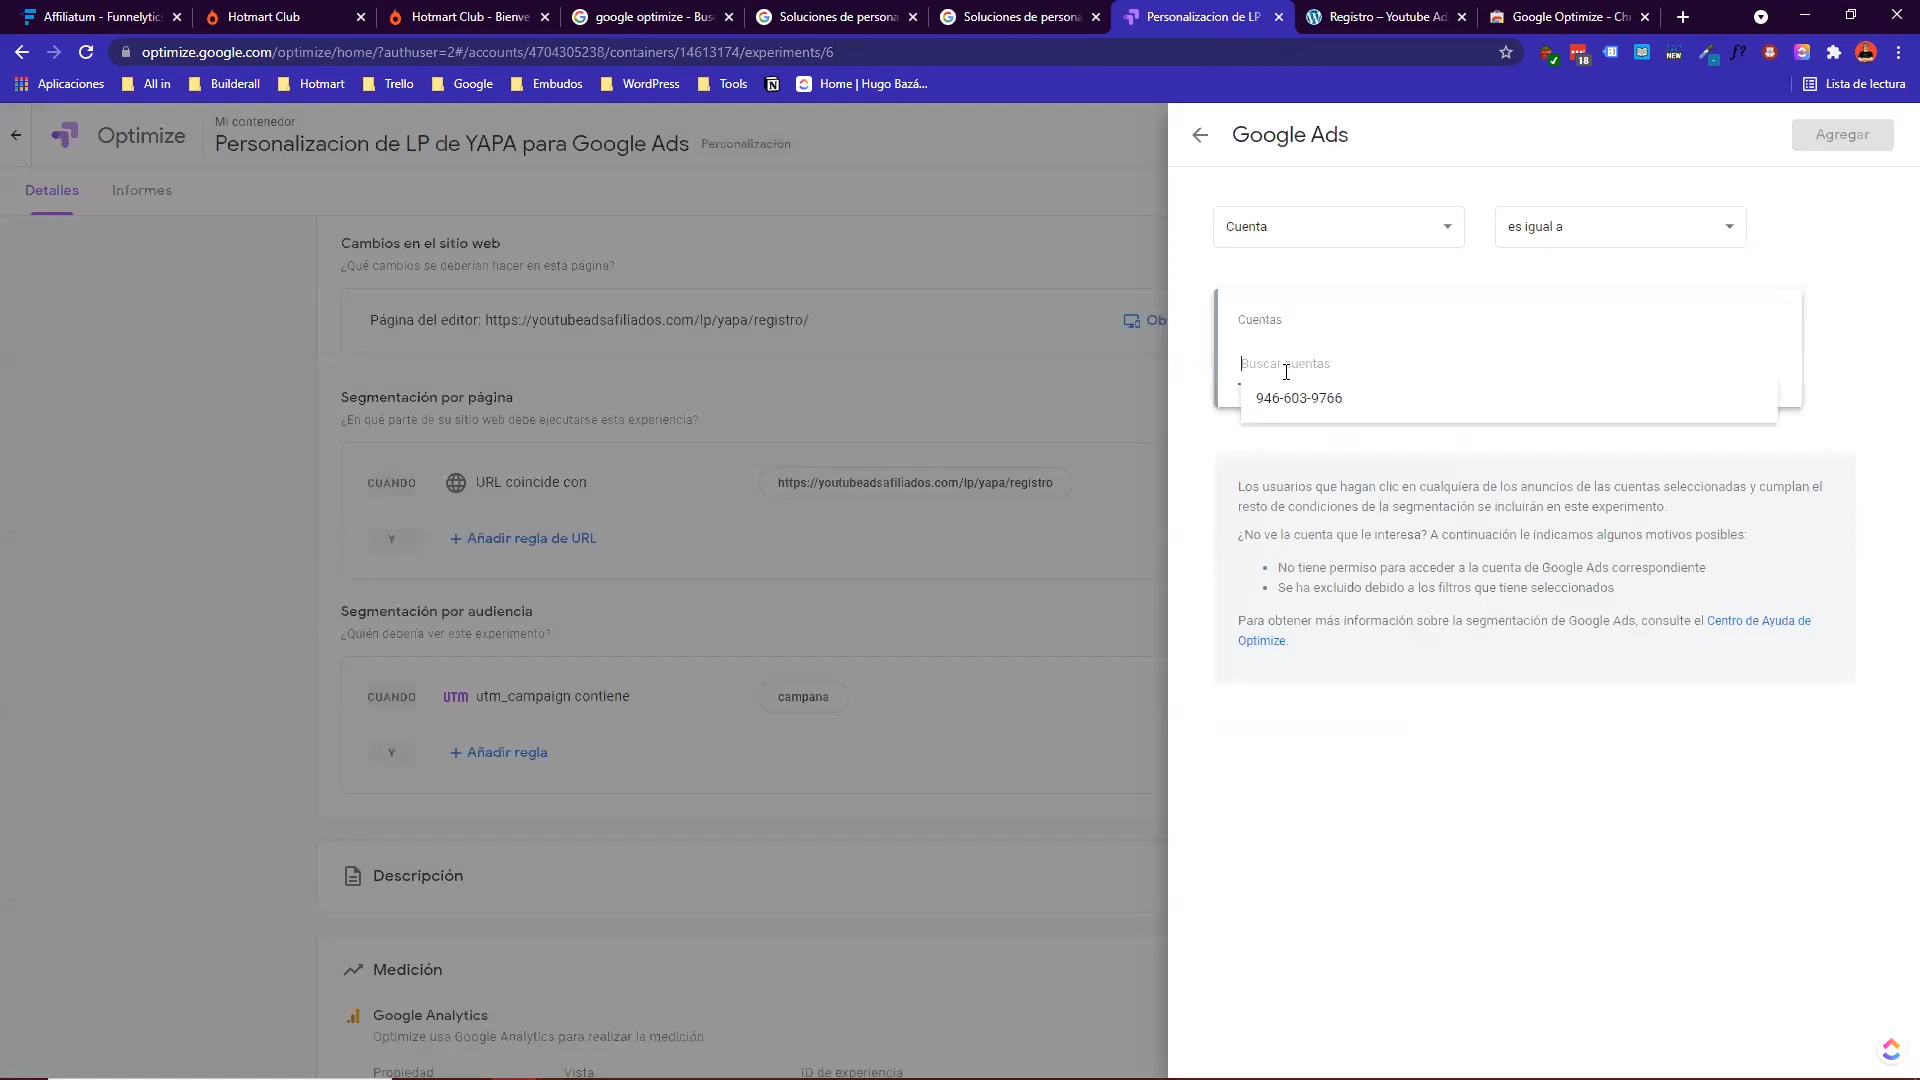 Affiliatum - Funnelytic
Hotmart Club
Hotmart Club - Bienve
google optimize - Bus
Soluciones de persona
Soluciones de persona
Personalizacion de LP
Registro – Youtube Ad
Google Optimize - Ch
optimize.google.com/optimize/home/?authuser=2#/accounts/4704305238/containers/14613174/experiments/6
18
NEW
Aplicaciones
All in
Builderall
Hotmart
Trello
Google
Embudos
WordPress
Tools
Home | Hugo Bazá...
Lista de lectura
Optimize
Mi contenedor
Personalizacion de LP de YAPA para Google Ads
Personalización
Detalles
Informes
Cambios en el sitio web
¿Qué cambios se deberían hacer en esta página?
Página del editor: https://youtubeadsafiliados.com/lp/yapa/registro/
Ob
Segmentación por página
¿En qué parte de su sitio web debe ejecutarse esta experiencia?
CUANDO
URL coincide con
https://youtubeadsafiliados.com/lp/yapa/registro
Y
+ Añadir regla de URL
Segmentación por audiencia
¿Quién debería ver este experimento?
CUANDO
UTM
utm_campaign contiene
campana
Y
+ Añadir regla
Descripción
Medición
Google Analytics
Optimize usa Google Analytics para realizar la medición
Propiedad
Vista
ID de experiencia
Google Ads
Agregar
Cuenta
es igual a
Cuentas
Buscar cuentas
946-603-9766
Los usuarios que hagan clic en cualquiera de los anuncios de las cuentas seleccionadas y cumplan el
resto de condiciones de la segmentación se incluirán en este experimento.
¿No ve la cuenta que le interesa? A continuación le indicamos algunos motivos posibles:
• No tiene permiso para acceder a la cuenta de Google Ads correspondiente
• Se ha excluido debido a los filtros que tiene seleccionados
Para obtener más información sobre la segmentación de Google Ads, consulte el Centro de Ayuda de
Optimize.